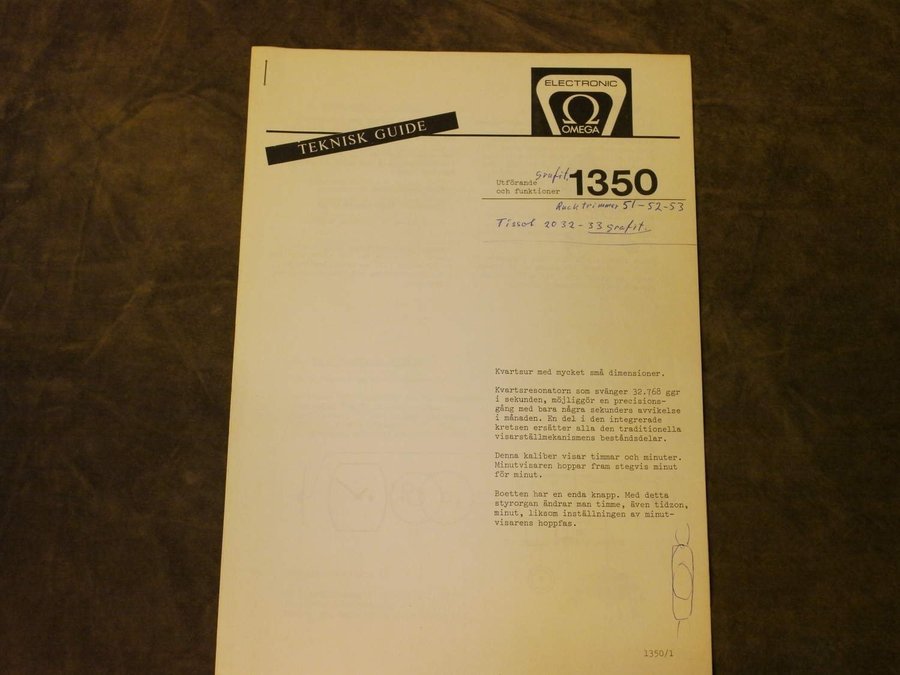 ELECTRONIC
Ω
OMEGA
TEKNISK GUIDE
Utförande grafit. 1350
och funktioner
Rucktrimmer 51-52-53
Tissot 2032-33 grafit.
Kvartsur med mycket små dimensioner.
Kvartsresonatorn som svänger 32.768 ggr
i sekunden, möjliggör en precisions-
gång med bara några sekunders avvikelse
i månaden. En del i den integrerade
kretsen ersätter alla den traditionella
visarställmekanismens beståndsdelar.
Denna kaliber visar timmar och minuter.
Minutvisaren hoppar fram stegvis minut
för minut.
Boetten har en enda knapp. Med detta
styrorgan ändrar man timme, även tidzon,
minut, liksom inställningen av minut-
visarens hoppfas.
1350/1